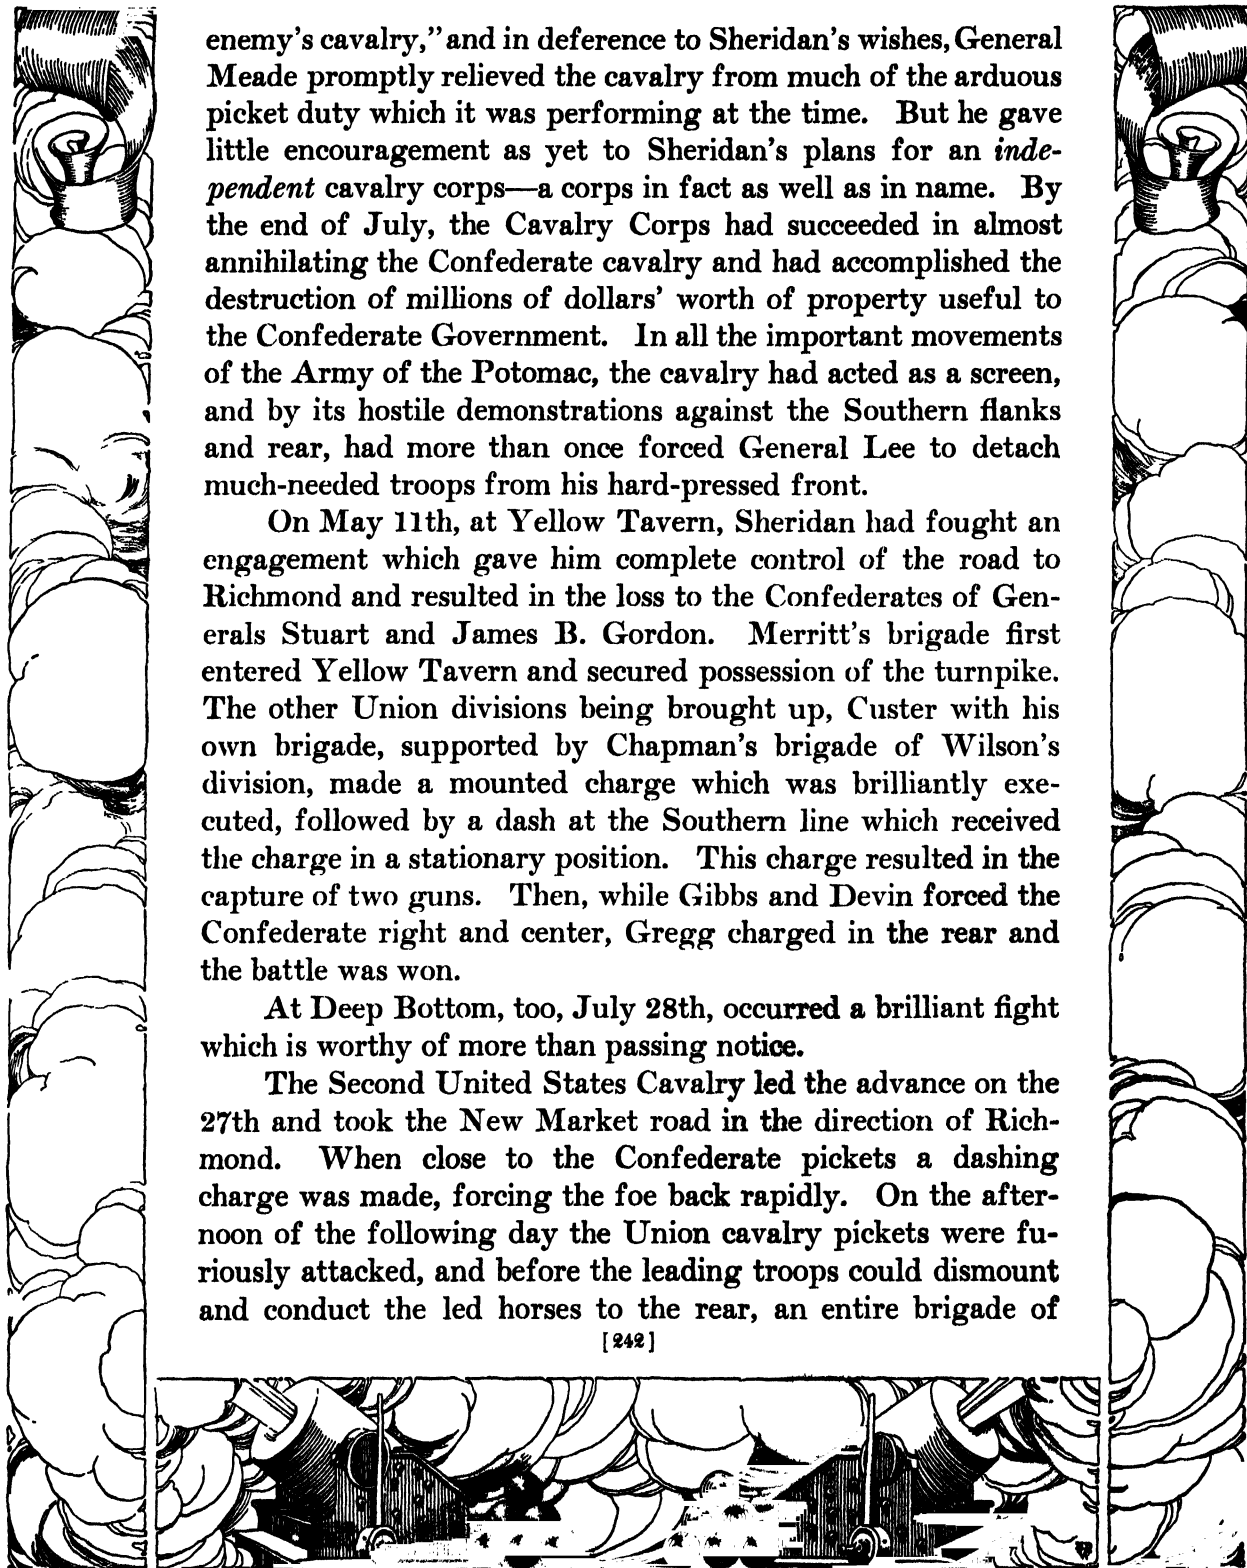 enemy's cavalry," and in deference to Sheridan's wishes, General
Meade promptly relieved the cavalry from much of the arduous
picket duty which it was performing at the time. But he gave
little encouragement as yet to Sheridan's plans for an inde-
pendent cavalry corps—a corps in fact as well as in name. By
the end of July, the Cavalry Corps had succeeded in almost
annihilating the Confederate cavalry and had accomplished the
destruction of millions of dollars' worth of property useful to
the Confederate Government. In all the important movements
of the Army of the Potomac, the cavalry had acted as a screen,
and by its hostile demonstrations against the Southern flanks
and rear, had more than once forced General Lee to detach
much-needed troops from his hard-pressed front.
On May 11th, at Yellow Tavern, Sheridan had fought an
engagement which gave him complete control of the road to
Richmond and resulted in the loss to the Confederates of Gen-
erals Stuart and James B. Gordon. Merritt's brigade first
entered Yellow Tavern and secured possession of the turnpike.
The other Union divisions being brought up, Custer with his
own brigade, supported by Chapman's brigade of Wilson's
division, made a mounted charge which was brilliantly exe-
cuted, followed by a dash at the Southern line which received
the charge in a stationary position. This charge resulted in the
capture of two guns. Then, while Gibbs and Devin forced the
Confederate right and center, Gregg charged in the rear and
the battle was won.
At Deep Bottom, too, July 28th, occurred a brilliant fight
which is worthy of more than passing notice.
The Second United States Cavalry led the advance on the
27th and took the New Market road in the direction of Rich-
mond. When close to the Confederate pickets a dashing
charge was made, forcing the foe back rapidly. On the after-
noon of the following day the Union cavalry pickets were fu-
riously attacked, and before the leading troops could dismount
and conduct the led horses to the rear, an entire brigade of
[242]